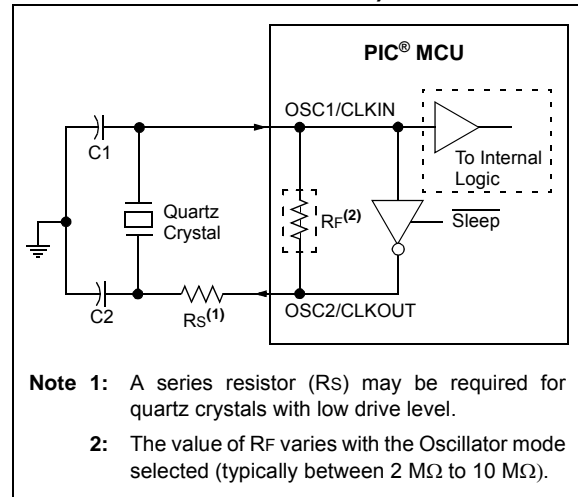 PIC® MCU
OSC1/CLKIN
C1
To Internal
Logic
Quartz
Crystal
RF(2)
Sleep
C2
RS(1)
OSC2/CLKOUT
Note 1: A series resistor (RS) may be required for
quartz crystals with low drive level.
2: The value of RF varies with the Oscillator mode
selected (typically between 2 MΩ to 10 MΩ).